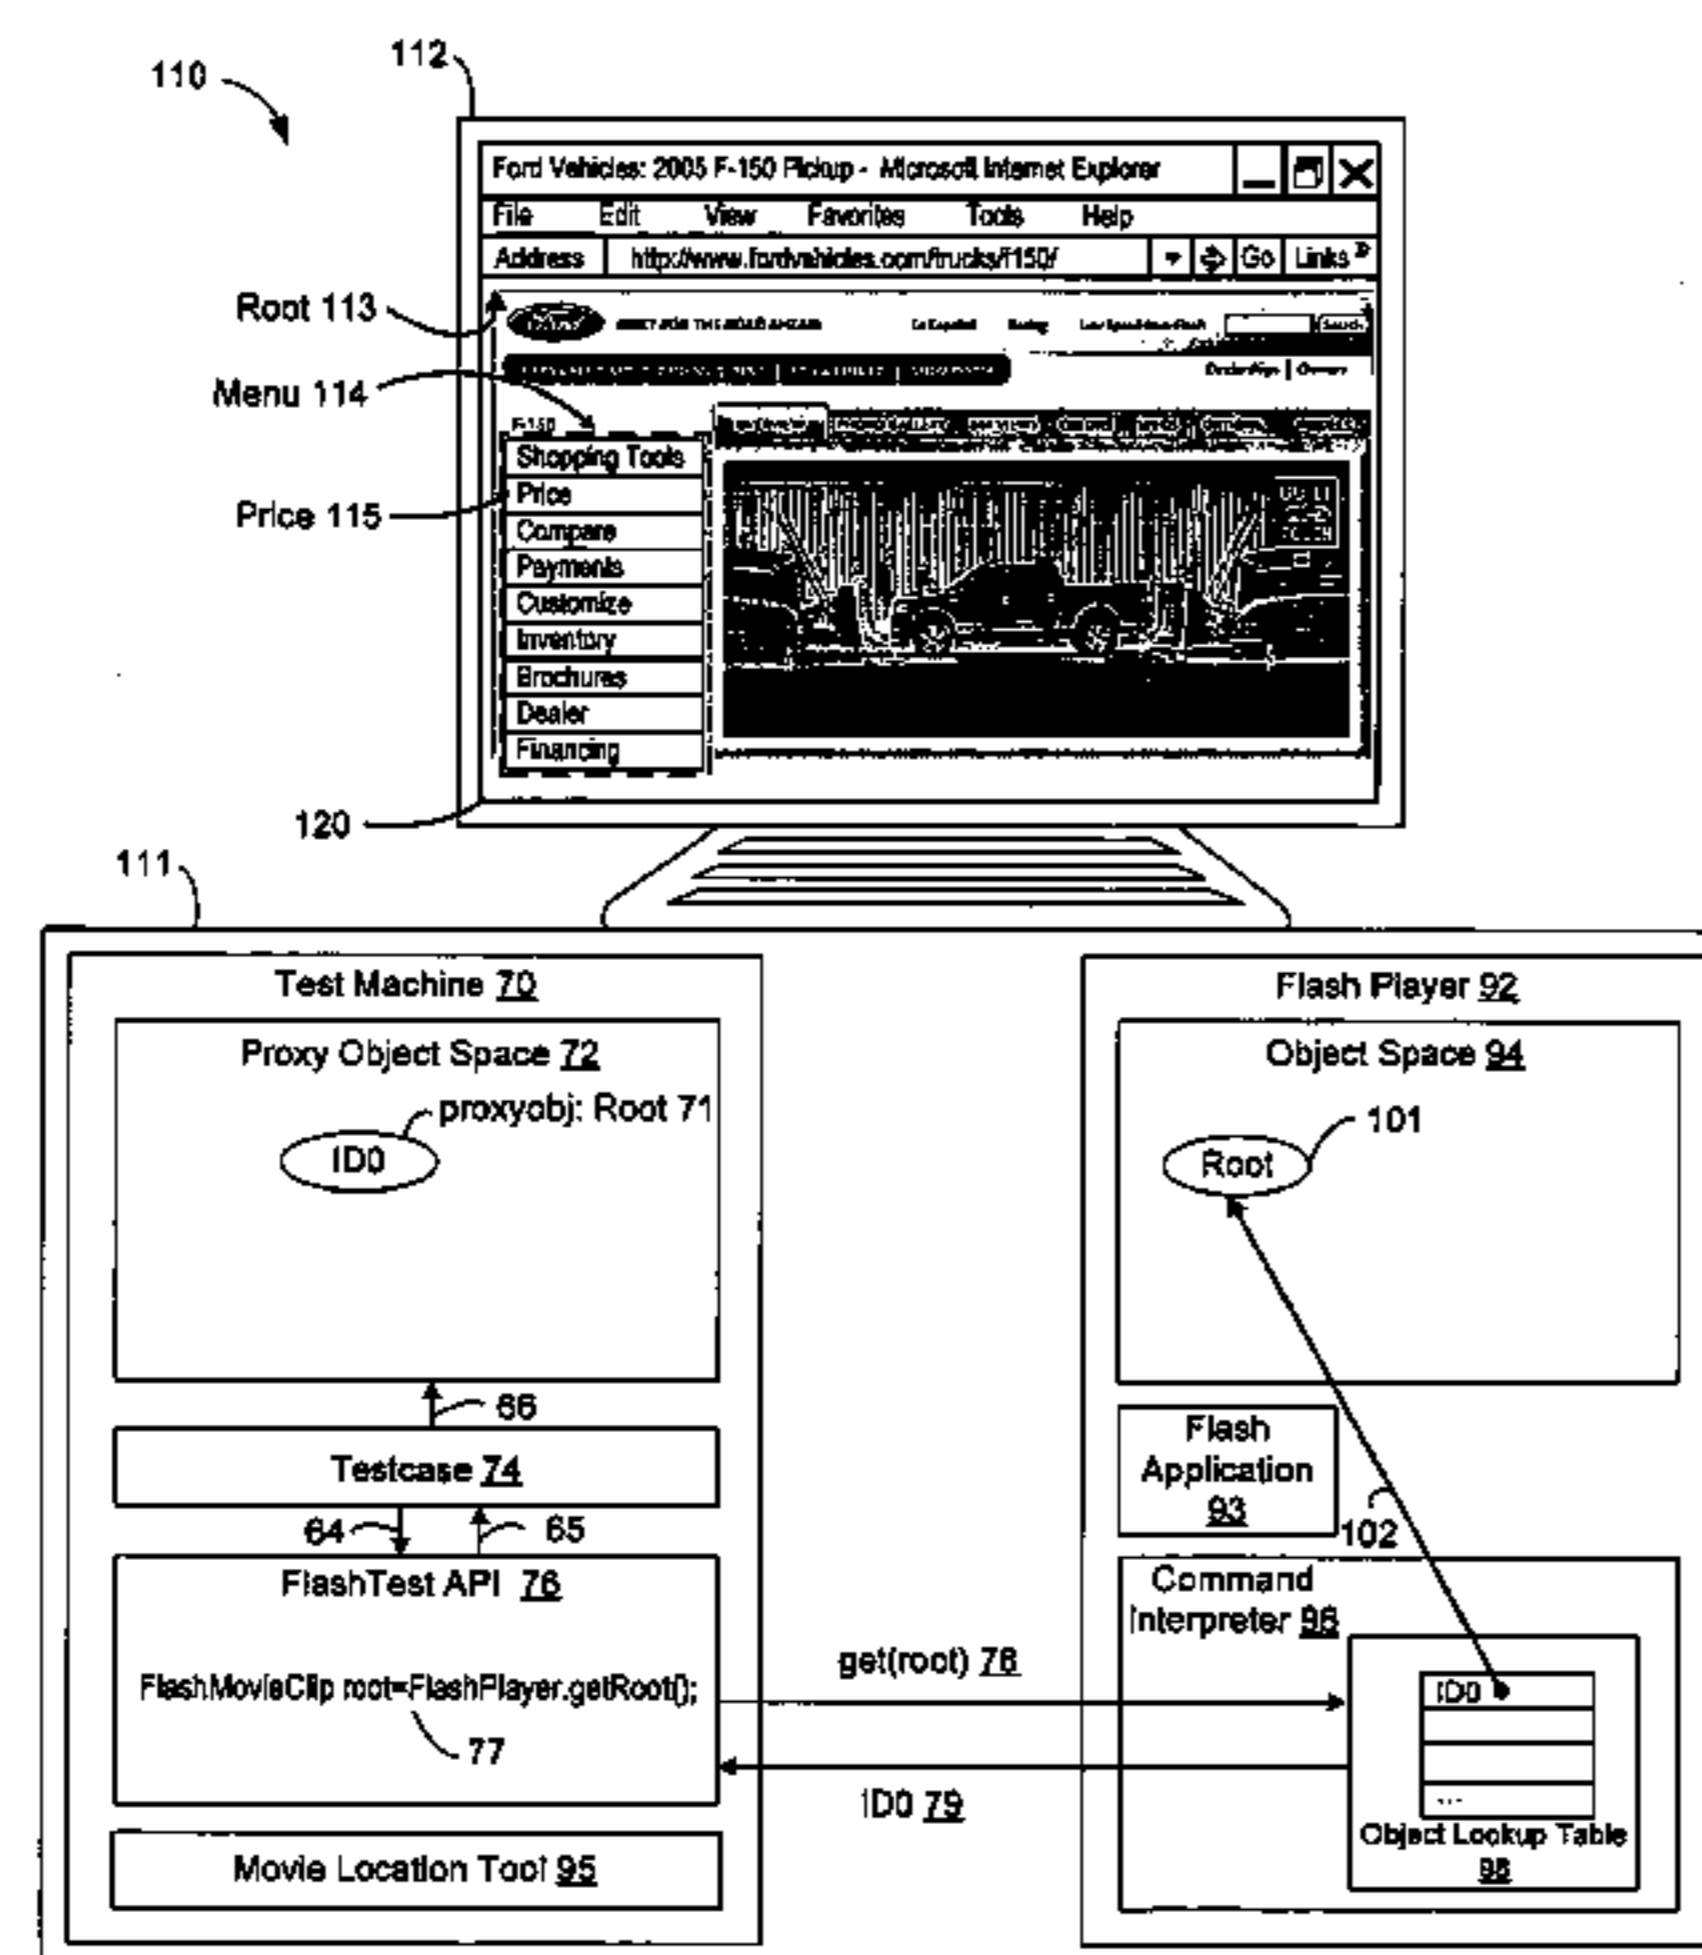 112
110
Ford Vehicles: 2005 F-150 Pickup - Microsoft Internet Explorer
File Edit View Favorites Tools Help
Address http://www.fordvehicles.com/trucks/f150/ Go Links »
Root 113
Search
Menu 114
F-150
Shopping Tools
Price
Price 115
Compare
Payments
Customize
Inventory
Brochures
Dealer
Financing
120
111
Test Machine 70
Flash Player 92
Proxy Object Space 72
Object Space 94
proxyobj: Root 71
101
ID0
Root
66
Flash
Application
93
Testcase 74
64 65
102
FlashTest API 76
Command
Interpreter 96
get(root) 78
FlashMovieClip root=FlashPlayer.getRoot();
ID0
77
ID0 79
...
Object Lookup Table
98
Movie Location Tool 95